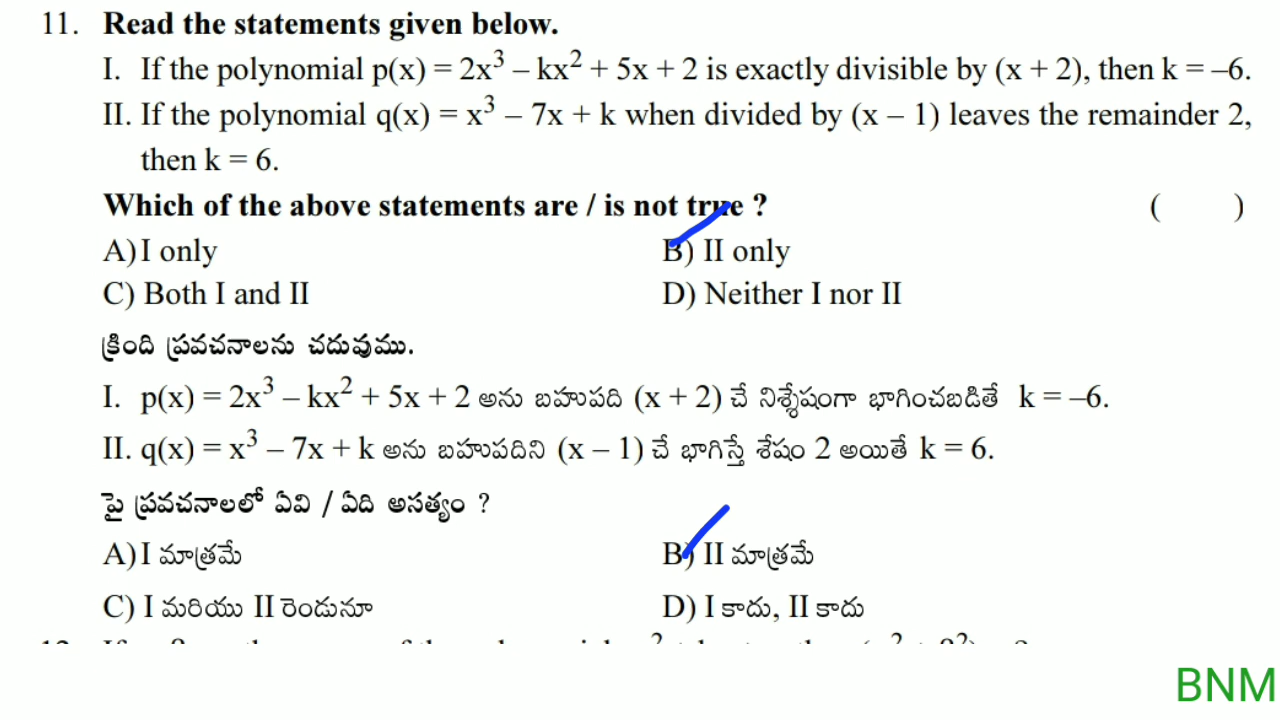 11. Read the statements given below.
I. If the polynomial p(x) = 2x³ – kx² + 5x + 2 is exactly divisible by (x + 2), then k = –6.
II. If the polynomial q(x) = x³ – 7x + k when divided by (x – 1) leaves the remainder 2,
then k = 6.
Which of the above statements are / is not true ? ( )
A) I only B) II only
C) Both I and II D) Neither I nor II
క్రింది ప్రవచనాలను చదువుము.
I. p(x) = 2x³ – kx² + 5x + 2 అను బహుపది (x + 2) చే నిశ్శేషంగా భాగించబడితే k = –6.
II. q(x) = x³ – 7x + k అను బహుపదిని (x – 1) చే భాగిస్తే శేషం 2 అయితే k = 6.
పై ప్రవచనాలలో ఏవి / ఏది అసత్యం ?
A) I మాత్రమే B) II మాత్రమే
C) I మరియు II రెండునూ D) I కాదు, II కాదు
BNM